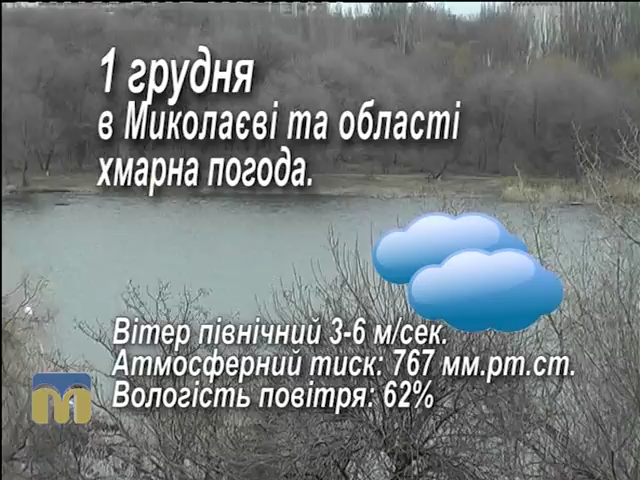 1 грудня
в Миколаєві та області
хмарна погода.
Вітер північний 3-6 м/сек.
Атмосферний тиск: 767 мм.рт.ст.
Вологість повітря: 62%
М